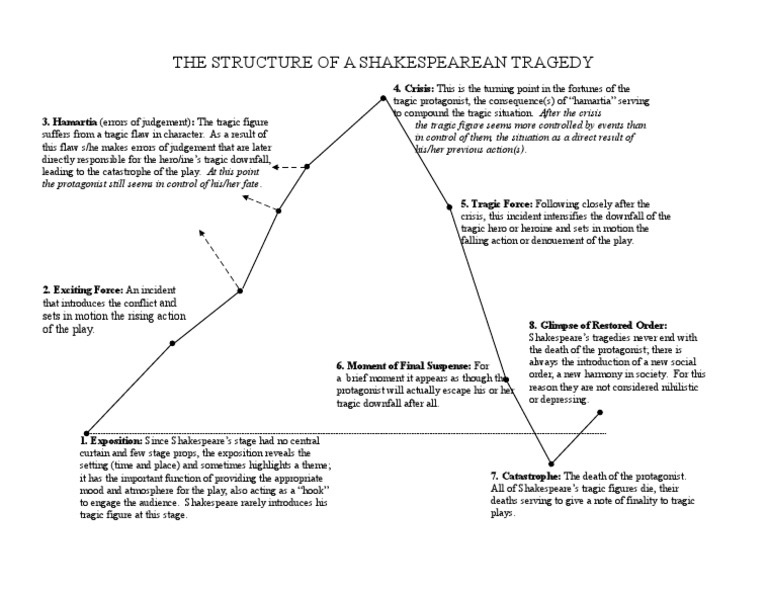 THE STRUCTURE OF A SHAKESPEAREAN TRAGEDY
4. Crisis: This is the turning point in the fortunes of the
tragic protagonist, the consequence(s) of "hamartia" serving
to compound the tragic situation. After the crisis
the tragic figure seems more controlled by events than
in control of them, the situation as a direct result of
his/her previous action(s).
3. Hamartia (errors of judgement): The tragic figure
suffers from a tragic flaw in character. As a result of
this flaw s/he makes errors of judgement that are later
directly responsible for the hero/ine's tragic downfall,
leading to the catastrophe of the play. At this point
the protagonist still seems in control of his/her fate.
5. Tragic Force: Following closely after the
crisis, this incident intensifies the downfall of the
tragic hero or heroine and sets in motion the
falling action or denouement of the play.
2. Exciting Force: An incident
that introduces the conflict and
sets in motion the rising action
of the play.
8. Glimpse of Restored Order:
Shakespeare's tragedies never end with
the death of the protagonist; there is
always the introduction of a new social
order, a new harmony in society. For this
reason they are not considered nihilistic
or depressing.
6. Moment of Final Suspense: For
a brief moment it appears as though the
protagonist will actually escape his or her
tragic downfall after all.
1. Exposition: Since Shakespeare's stage had no central
curtain and few stage props, the exposition reveals the
setting (time and place) and sometimes highlights a theme;
it has the important function of providing the appropriate
mood and atmosphere for the play, also acting as a "hook"
to engage the audience. Shakespeare rarely introduces his
tragic figure at this stage.
7. Catastrophe: The death of the protagonist.
All of Shakespeare's tragic figures die, their
deaths serving to give a note of finality to tragic
plays.